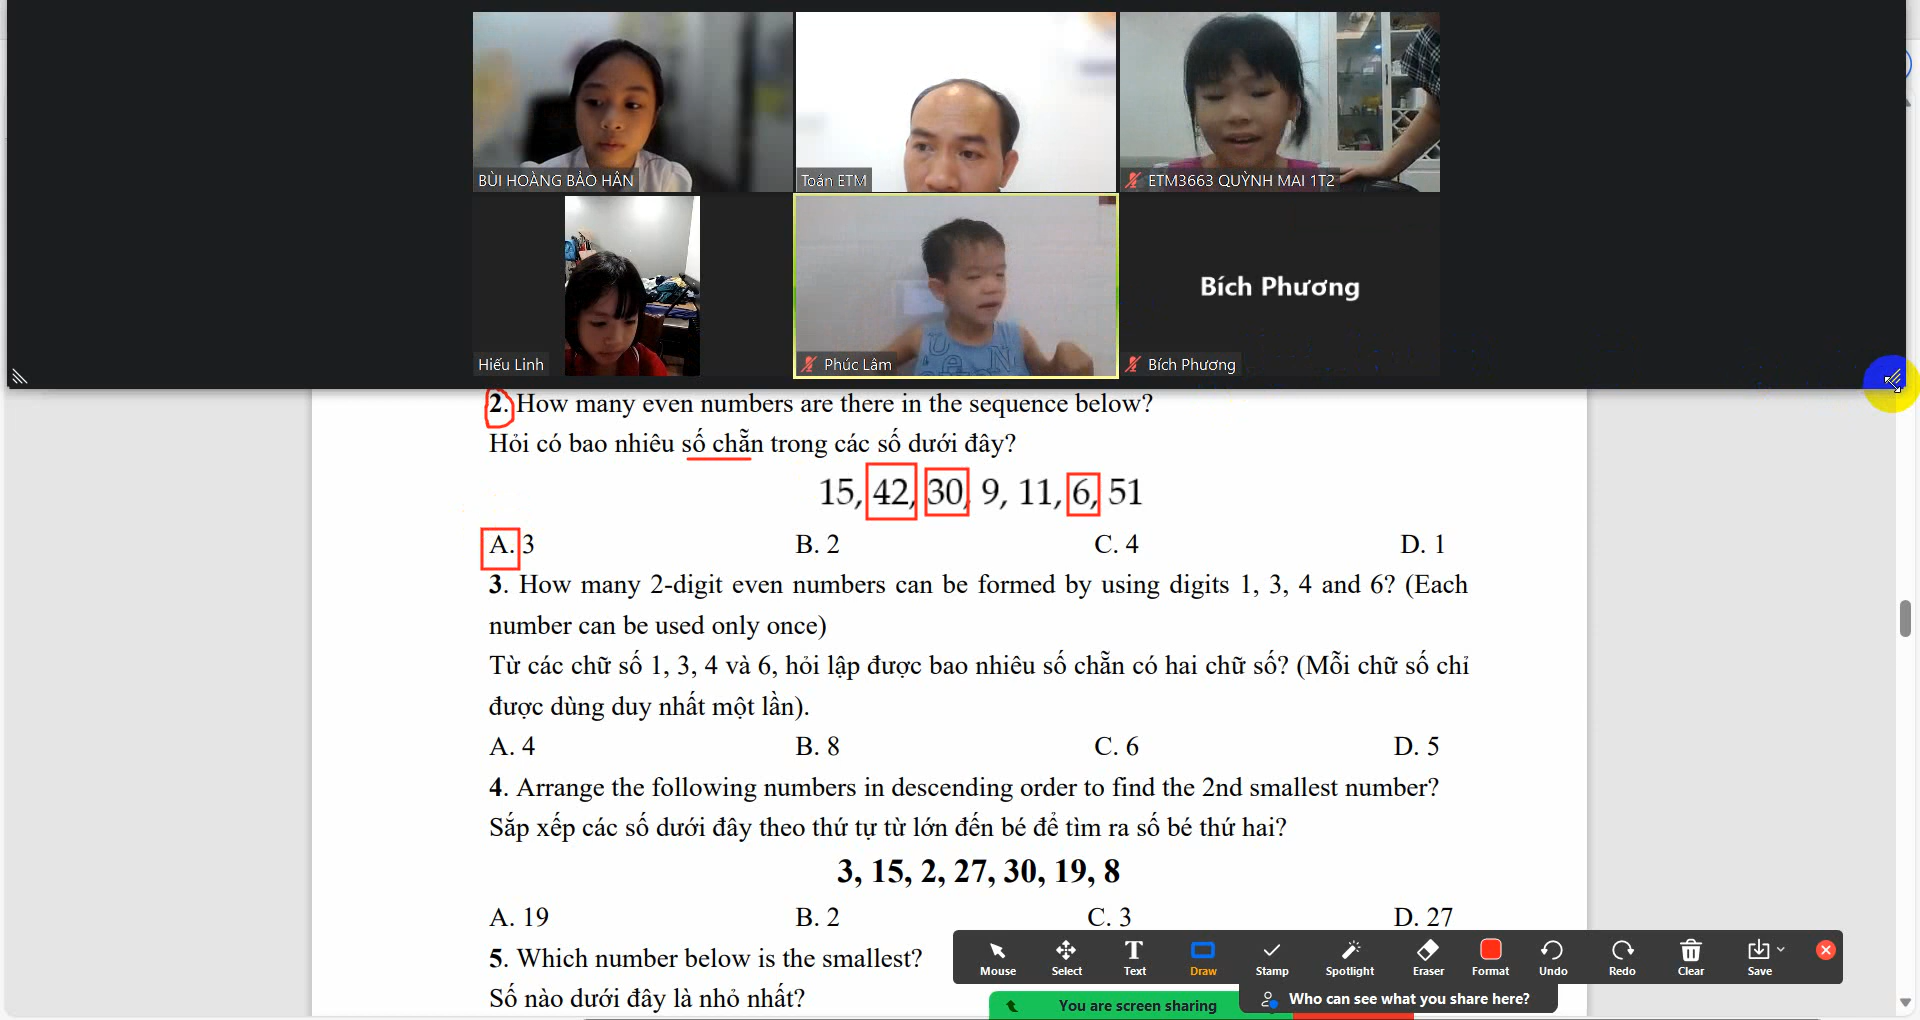 BÙI HOÀNG BẢO HÂN
Toán ETM
ETM3663 QUỲNH MAI 1T2
Hiếu Linh
Phúc Lâm
Bích Phương
Bích Phương
2. How many even numbers are there in the sequence below?
Hỏi có bao nhiêu số chẵn trong các số dưới đây?
15, 42, 30, 9, 11, 6, 51
A. 3 B. 2 C. 4 D. 1
3. How many 2-digit even numbers can be formed by using digits 1, 3, 4 and 6? (Each
number can be used only once)
Từ các chữ số 1, 3, 4 và 6, hỏi lập được bao nhiêu số chẵn có hai chữ số? (Mỗi chữ số chỉ
được dùng duy nhất một lần).
A. 4 B. 8 C. 6 D. 5
4. Arrange the following numbers in descending order to find the 2nd smallest number?
Sắp xếp các số dưới đây theo thứ tự từ lớn đến bé để tìm ra số bé thứ hai?
3, 15, 2, 27, 30, 19, 8
A. 19 B. 2 C. 3 D. 27
5. Which number below is the smallest?
Số nào dưới đây là nhỏ nhất?
Mouse Select Text Draw Stamp Spotlight Eraser Format Undo Redo Clear Save
You are screen sharing
Who can see what you share here?